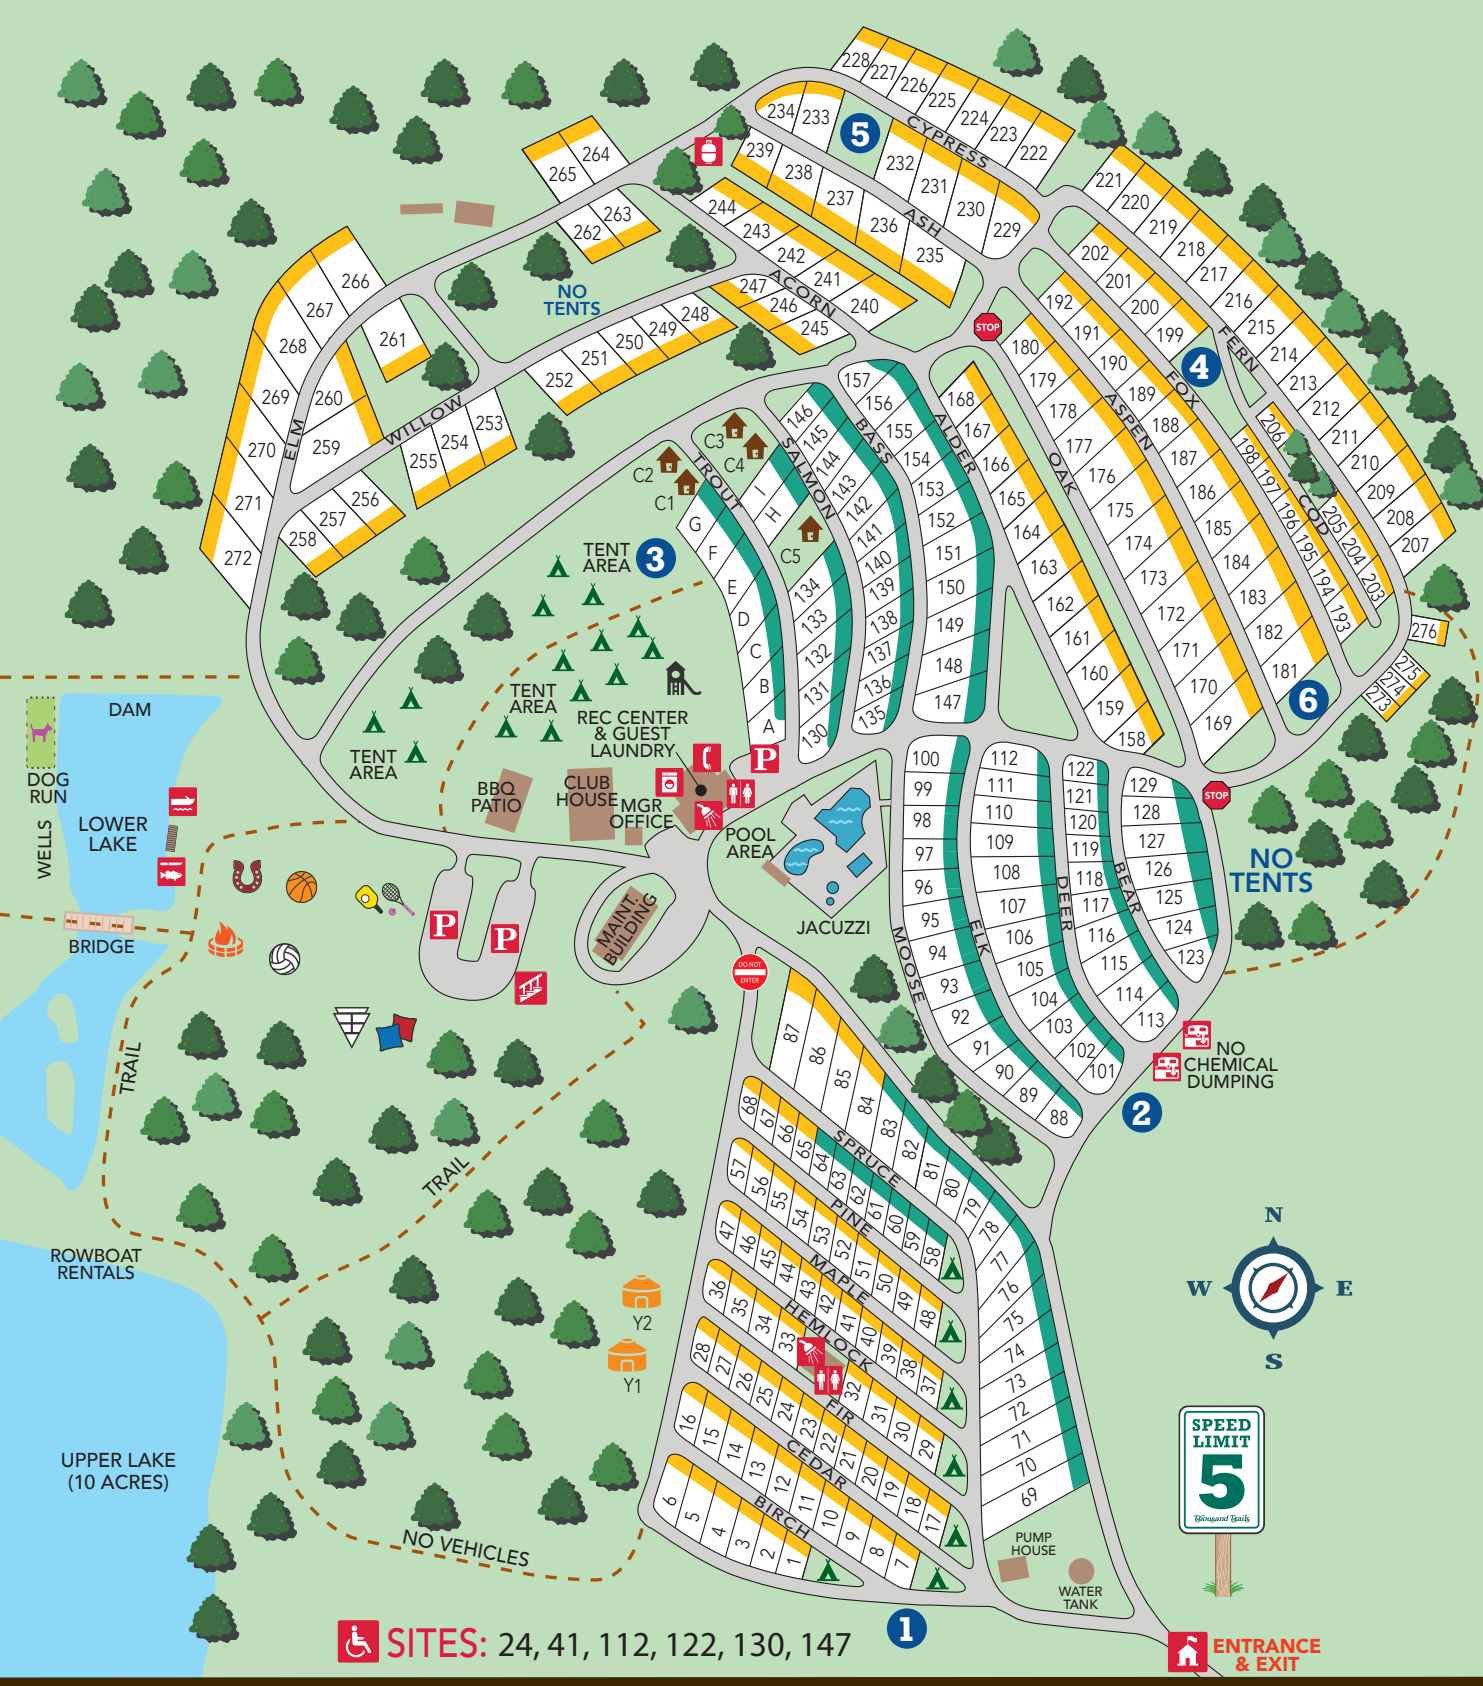 228
227
226
225
224
223
222
234
233
5
CYPRESS
232
231
230
229
239
238
237
236
235
ASH
264
265
263
262
244
243
242
241
240
ACORN
247
246
245
NO
TENTS
248
249
250
251
252
266
267
268
269
270
271
272
261
260
259
ELM
WILLOW
253
254
255
256
257
258
221
220
219
218
217
216
215
214
213
212
211
210
209
208
207
FERN
202
201
200
199
4
192
191
190
189
188
187
186
185
184
183
182
181
FOX
206
205
204
203
COD
198
197
196
195
194
193
276
275
274
273
6
STOP
180
179
178
177
176
175
174
173
172
171
170
169
ASPEN
OAK
168
167
166
165
164
163
162
161
160
159
158
ALDER
157
156
155
154
153
152
151
150
149
148
147
BASS
146
145
144
143
142
141
140
139
138
137
136
135
SALMON
134
133
132
131
130
C3
C4
C2
C1
C5
TROUT
I
H
G
F
E
D
C
B
A
TENT
AREA
3
TENT
AREA
TENT
AREA
REC CENTER
& GUEST
LAUNDRY
P
BBQ
PATIO
CLUB
HOUSE
MGR
OFFICE
POOL
AREA
JACUZZI
MAINT.
BUILDING
P
P
DO NOT
ENTER
DAM
DOG
RUN
WELLS
LOWER
LAKE
BRIDGE
TRAIL
TRAIL
ROWBOAT
RENTALS
UPPER LAKE
(10 ACRES)
NO VEHICLES
Y2
Y1
100
99
98
97
96
95
94
93
92
91
90
89
88
MOOSE
ELK
112
111
110
109
108
107
106
105
104
103
102
101
DEER
122
121
120
119
118
117
116
115
114
113
BEAR
129
128
127
126
125
124
123
STOP
NO
TENTS
NO
CHEMICAL
DUMPING
2
87
86
85
84
83
82
81
80
79
78
77
76
75
74
73
72
71
70
69
SPRUCE
68
67
66
65
64
63
62
61
60
59
58
PINE
57
56
55
54
53
52
51
50
49
48
MAPLE
47
46
45
44
43
42
41
40
39
38
37
HEMLOCK
36
35
34
33
32
31
30
29
FIR
28
27
26
25
24
23
22
21
20
19
18
17
CEDAR
16
15
14
13
12
11
10
9
8
7
BIRCH
6
5
4
3
2
1
PUMP
HOUSE
WATER
TANK
N
W
E
S
SPEED
LIMIT
5
Thousand Trails
SITES: 24, 41, 112, 122, 130, 147
1
ENTRANCE
& EXIT